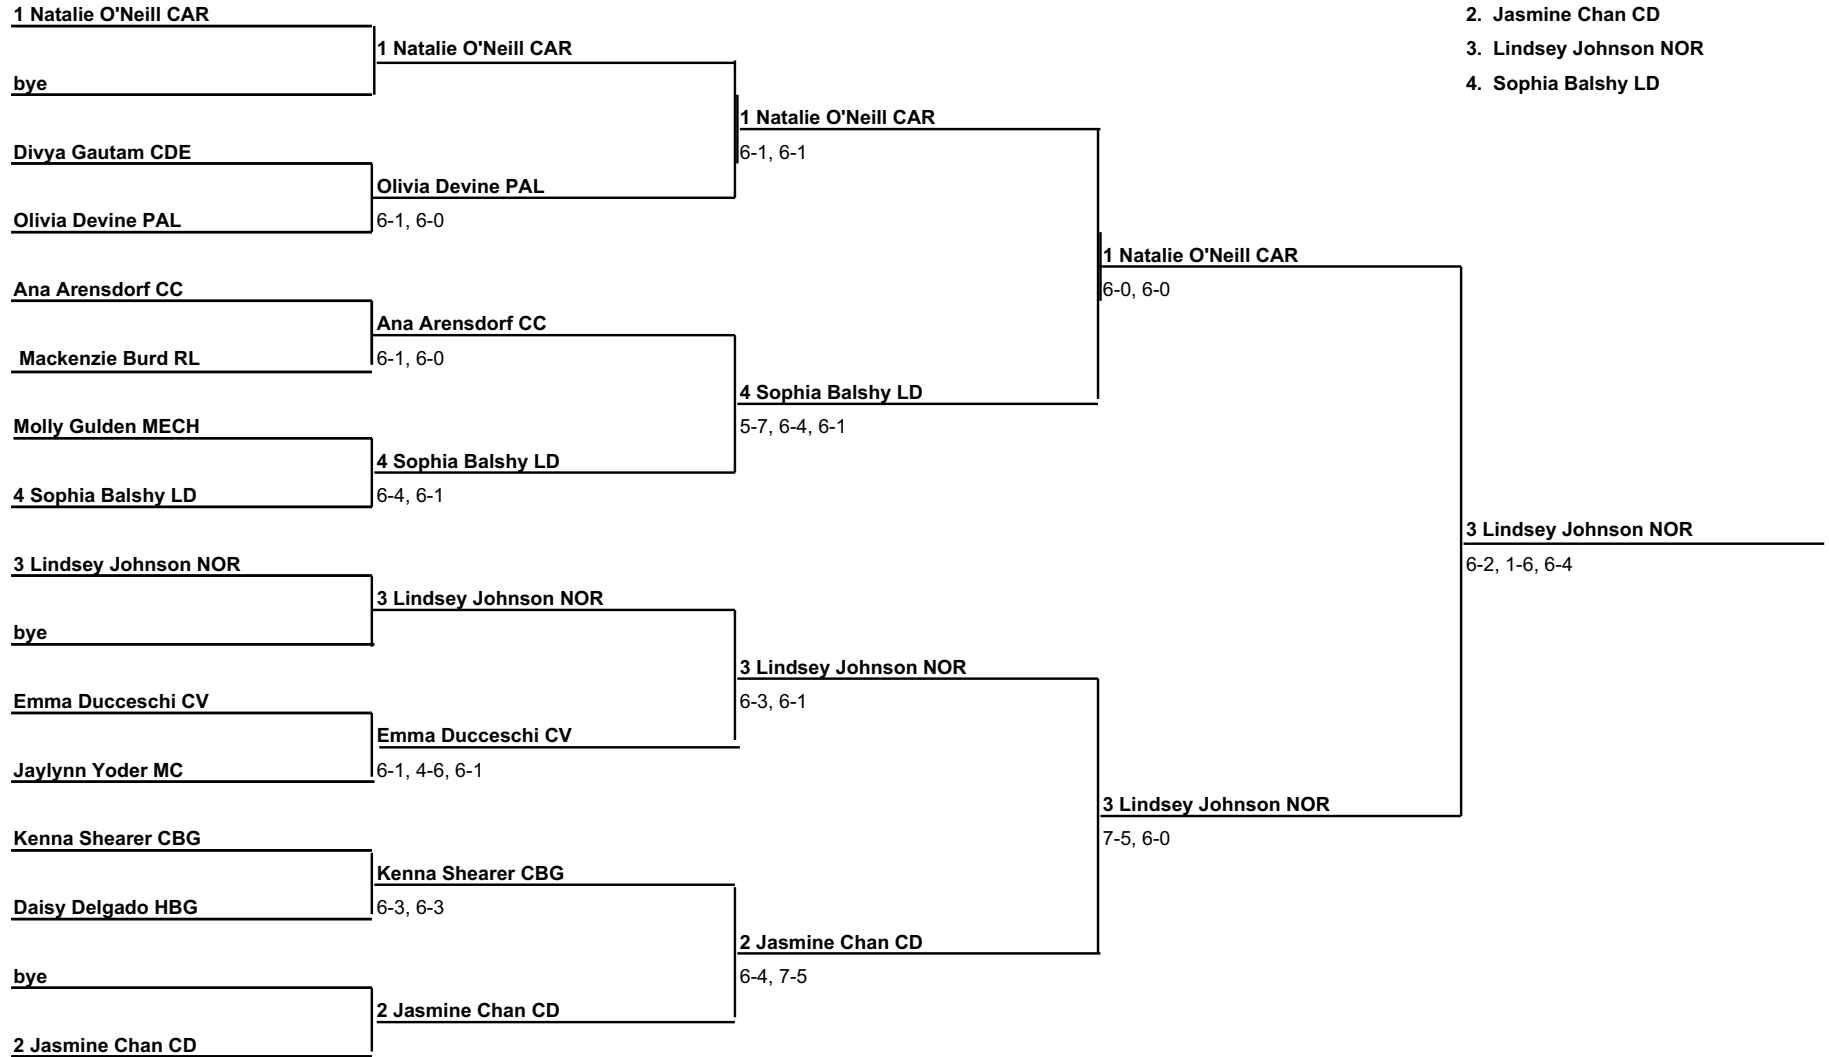 1 Natalie O'Neill CAR
bye
Divya Gautam CDE
Olivia Devine PAL
Ana Arensdorf CC
Mackenzie Burd RL
Molly Gulden MECH
4 Sophia Balshy LD
3 Lindsey Johnson NOR
bye
Emma Ducceschi CV
Jaylynn Yoder MC
Kenna Shearer CBG
Daisy Delgado HBG
bye
2 Jasmine Chan CD
1 Natalie O'Neill CAR
Olivia Devine PAL
6-1, 6-0
Ana Arensdorf CC
6-1, 6-0
4 Sophia Balshy LD
6-4, 6-1
3 Lindsey Johnson NOR
Emma Ducceschi CV
6-1, 4-6, 6-1
Kenna Shearer CBG
6-3, 6-3
2 Jasmine Chan CD
1 Natalie O'Neill CAR
6-1, 6-1
4 Sophia Balshy LD
5-7, 6-4, 6-1
3 Lindsey Johnson NOR
6-3, 6-1
2 Jasmine Chan CD
6-4, 7-5
1 Natalie O'Neill CAR
6-0, 6-0
3 Lindsey Johnson NOR
7-5, 6-0
2. Jasmine Chan CD
3. Lindsey Johnson NOR
4. Sophia Balshy LD
3 Lindsey Johnson NOR
6-2, 1-6, 6-4